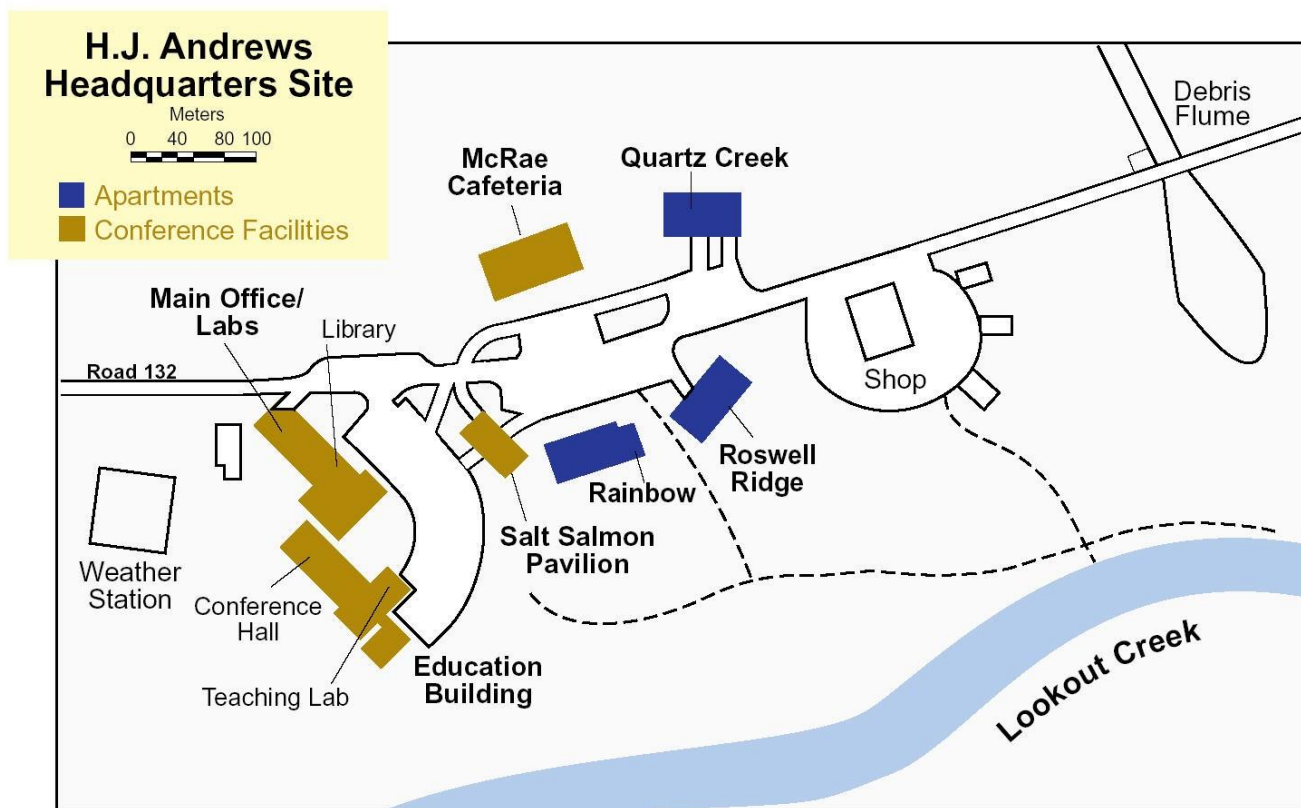 H.J. Andrews
Headquarters Site
Meters
0 40 80 100
Apartments
Conference Facilities
McRae
Cafeteria
Quartz Creek
Debris
Flume
Main Office/
Labs
Library
Road 132
Shop
Roswell
Ridge
Rainbow
Salt Salmon
Pavilion
Weather
Station
Conference
Hall
Teaching Lab
Education
Building
Lookout Creek